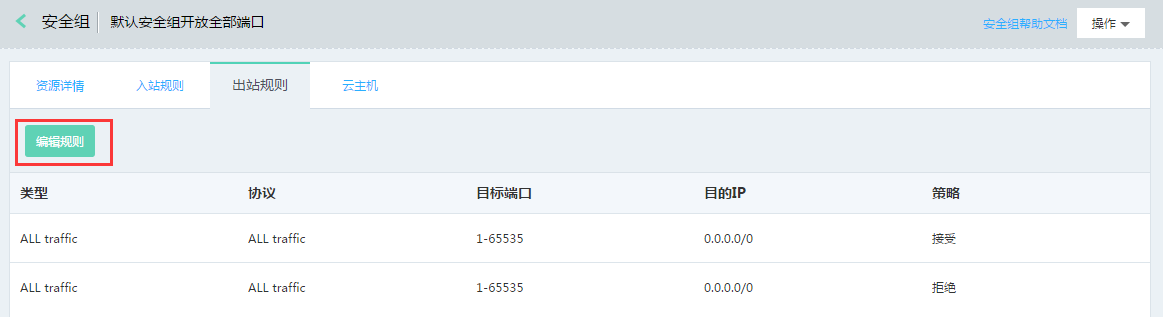 安全组 默认安全组开放全部端口 安全组帮助文档 操作
资源详情 入站规则 出站规则 云主机
编辑规则
类型 协议 目标端口 目的IP 策略
ALL traffic ALL traffic 1-65535 0.0.0.0/0 接受
ALL traffic ALL traffic 1-65535 0.0.0.0/0 拒绝